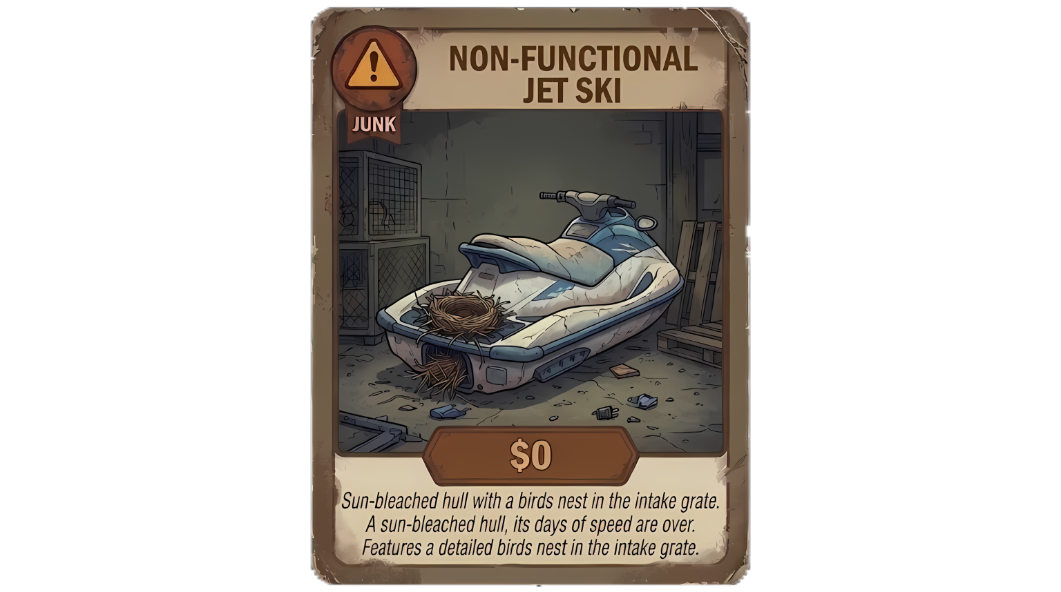 NON-FUNCTIONAL
JET SKI
JUNK
$0
Sun-bleached hull with a birds nest in the intake grate.
A sun-bleached hull, its days of speed are over.
Features a detailed birds nest in the intake grate.